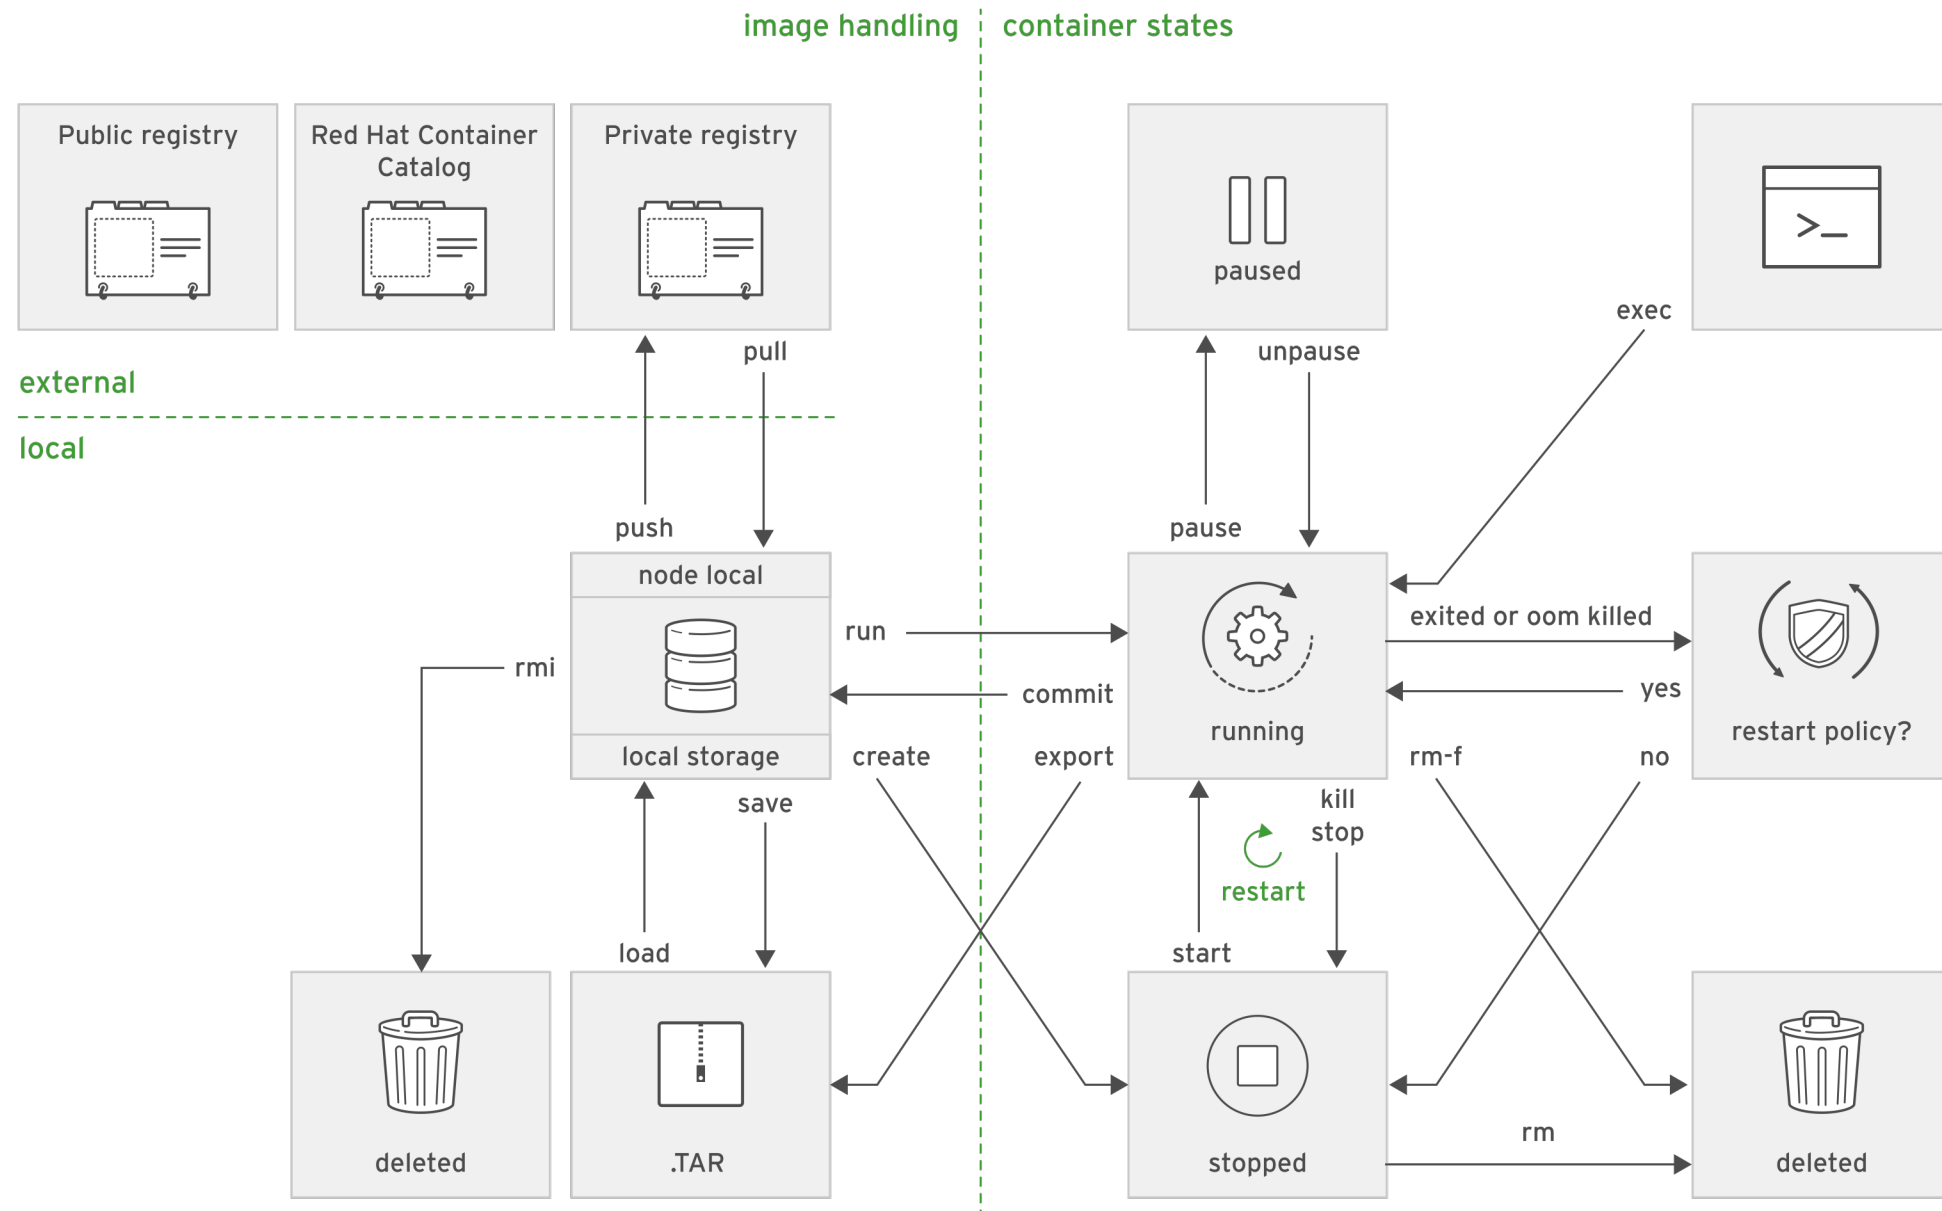 image handling
container states
Public registry
Red Hat Container
Catalog
Private registry
paused
>_
exec
pull
unpause
external
local
push
pause
node local
run
exited or oom killed
rmi
commit
yes
running
restart policy?
local storage
create
export
rm-f
no
save
kill
stop
restart
load
start
rm
deleted
.TAR
stopped
deleted